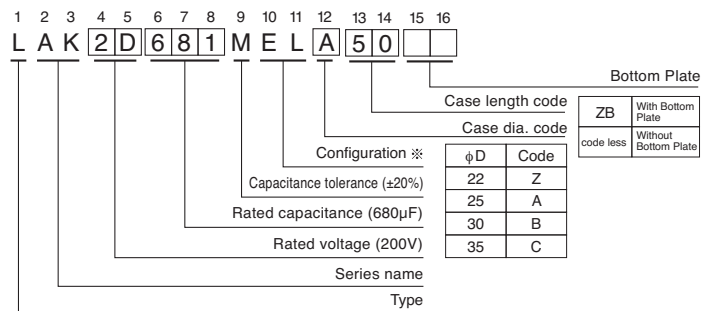 1 2 3 4 5 6 7 8 9 10 11 12 13 14 15 16
L A K 2 D 6 8 1 M E L A 5 0
Bottom Plate
Case length code
ZB With Bottom Plate
code less Without Bottom Plate
Case dia. code
Configuration ※
φD Code
22 Z
25 A
30 B
35 C
Capacitance tolerance (±20%)
Rated capacitance (680µF)
Rated voltage (200V)
Series name
Type